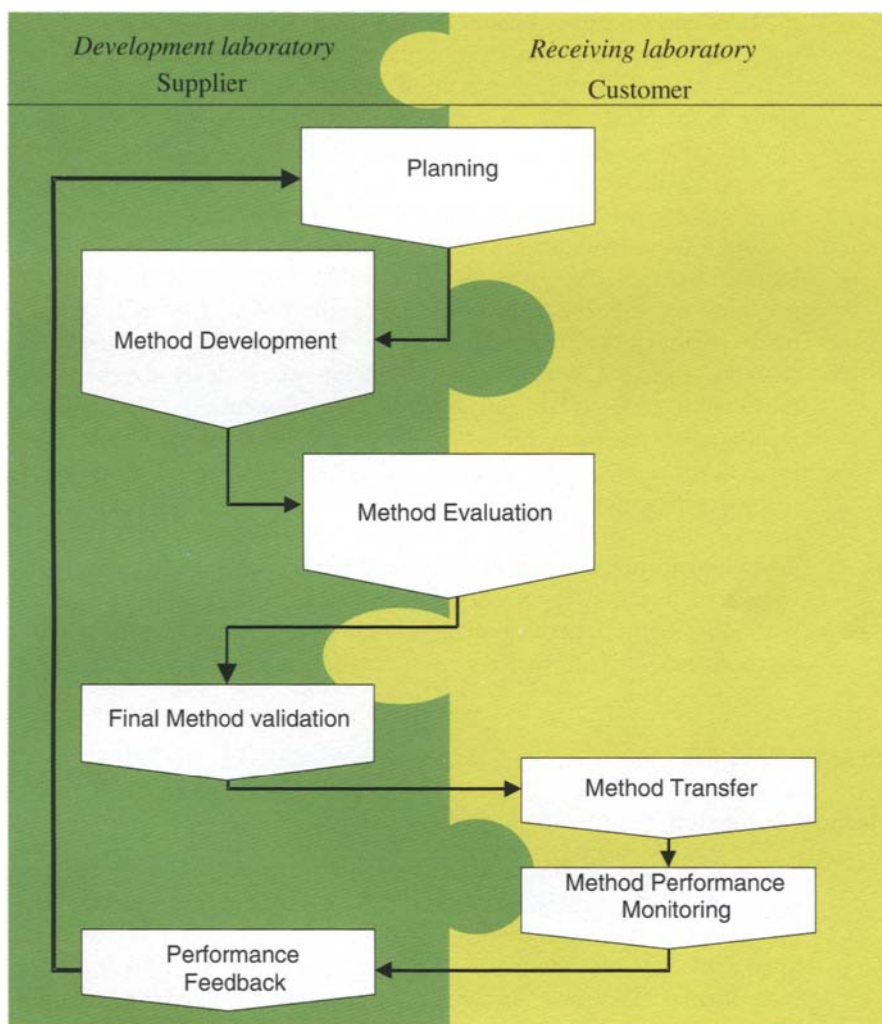 Development laboratory
Supplier
Receiving laboratory
Customer
Planning
Method Development
Method Evaluation
Final Method validation
Method Transfer
Method Performance
Monitoring
Performance
Feedback